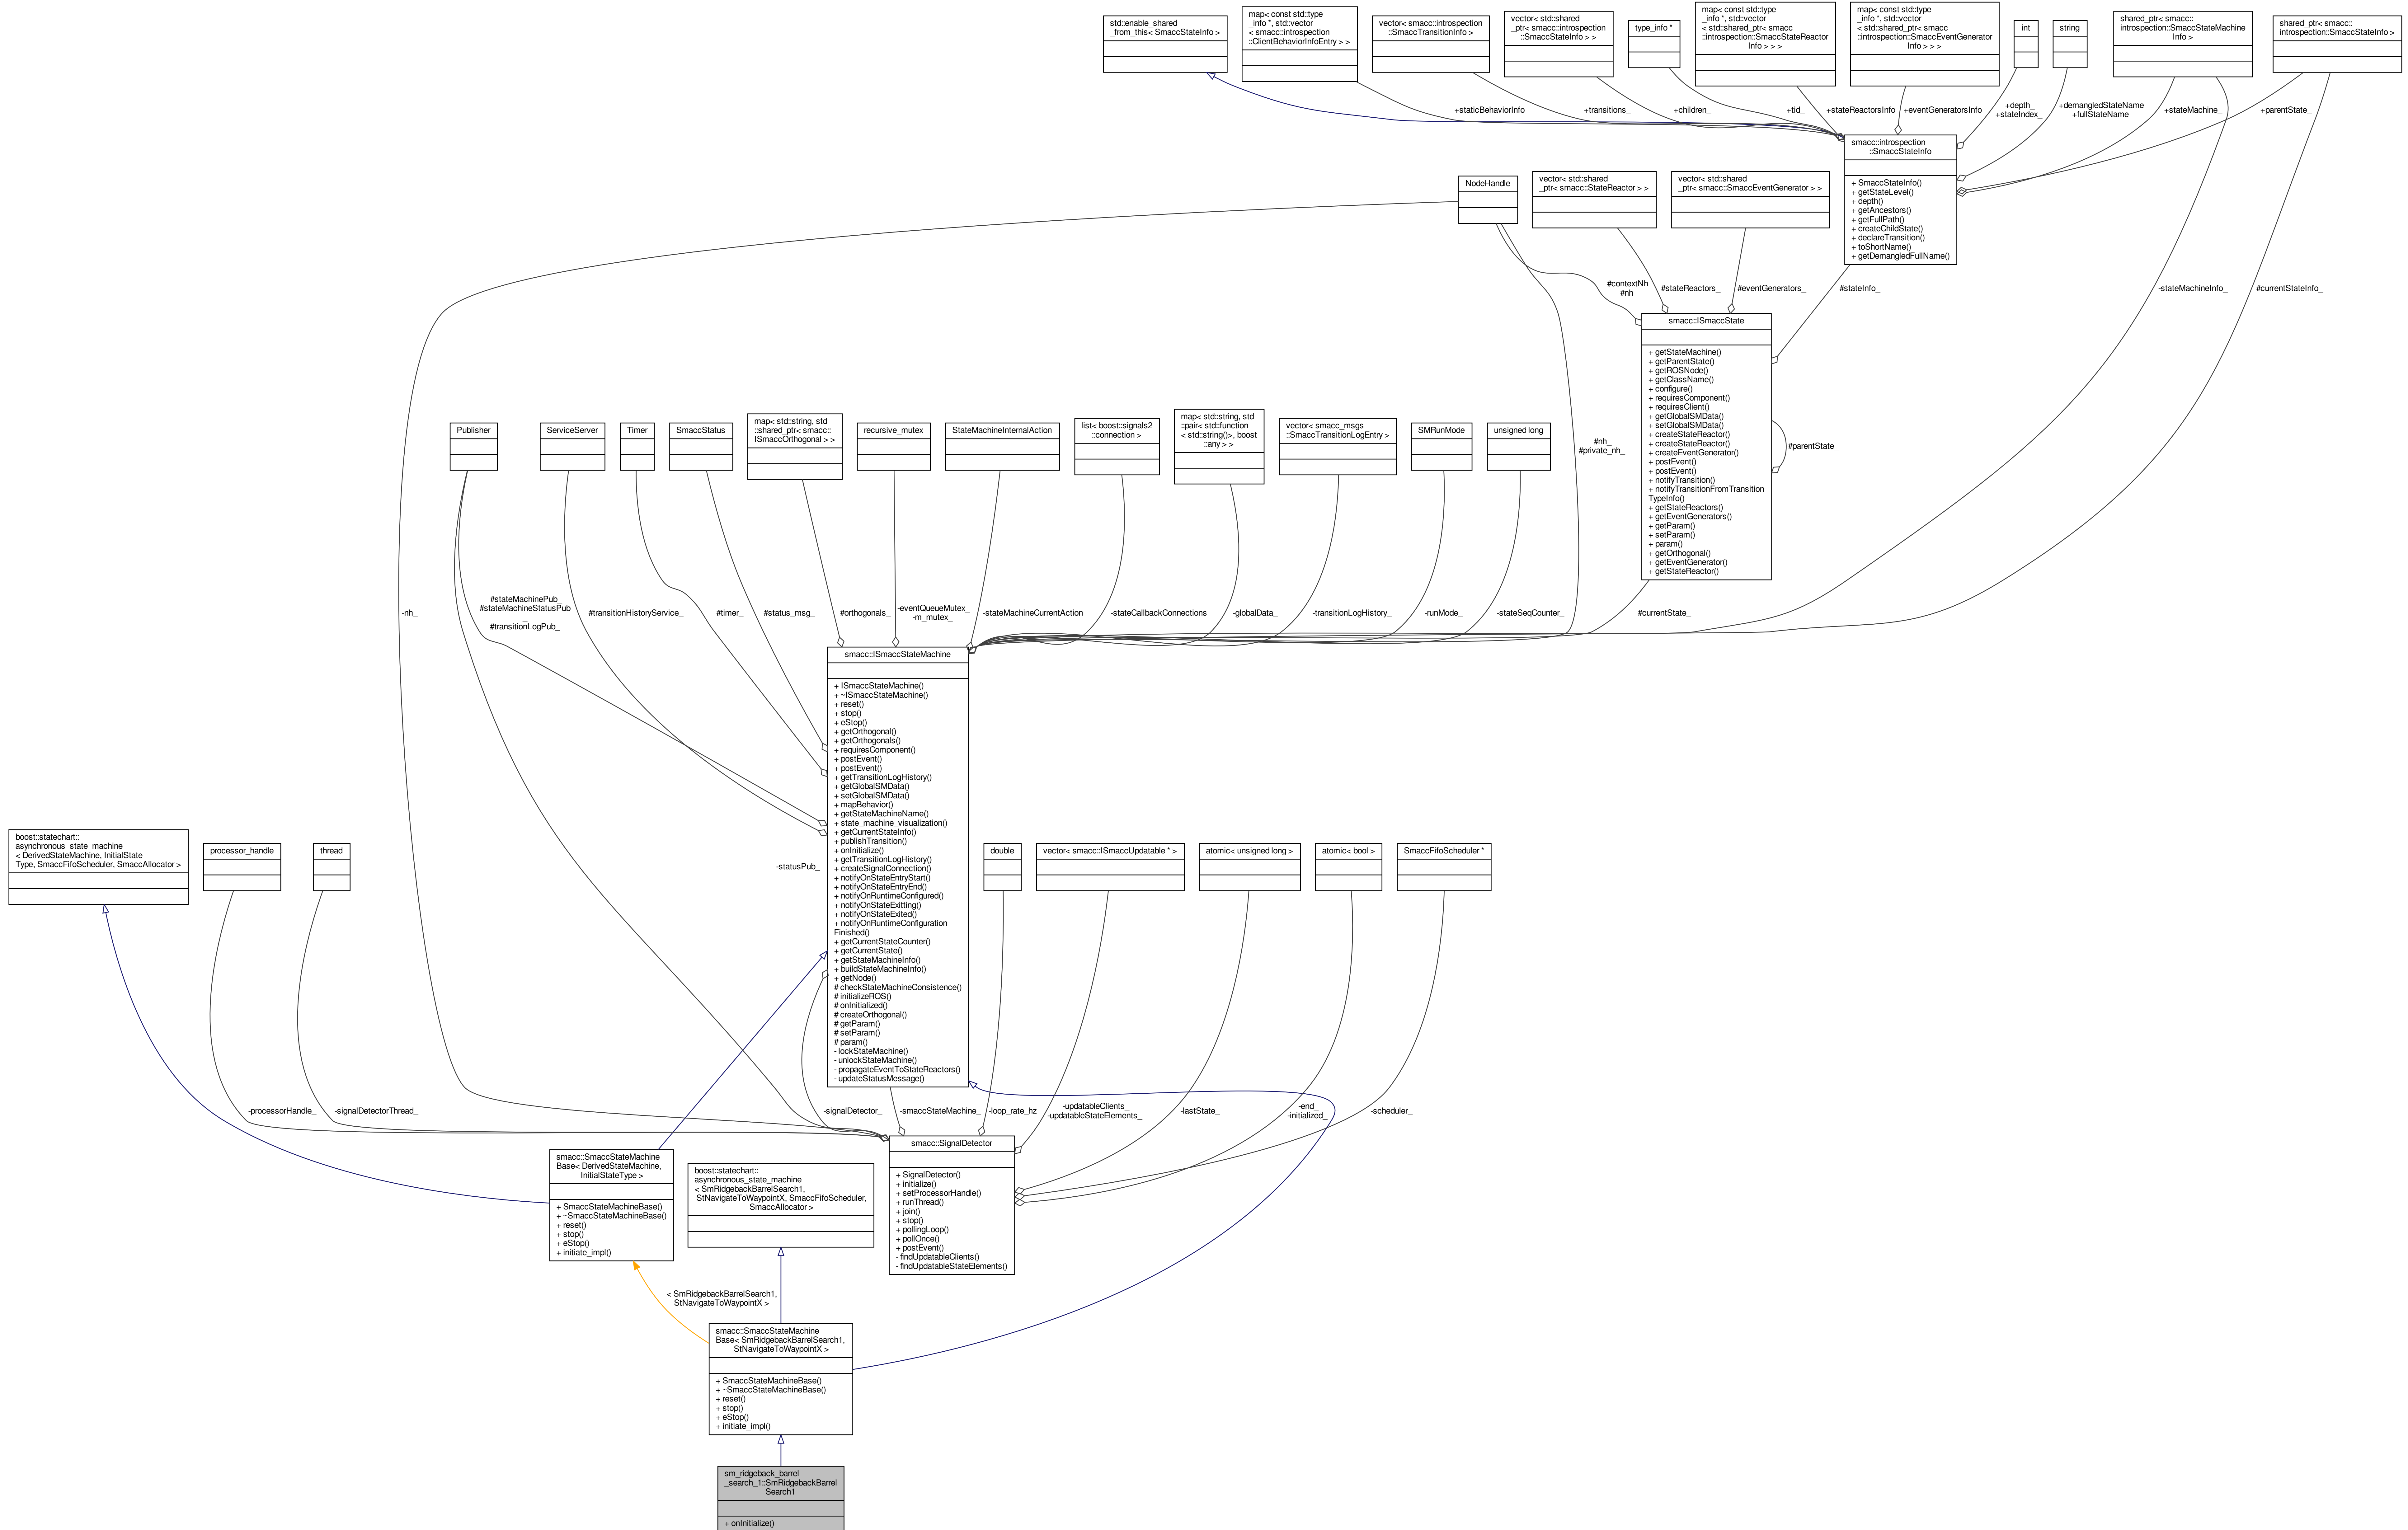 std::enable_shared
_from_this< SmaccStateInfo >
map< const std::type
_info *, std::vector
< smacc::introspection
::ClientBehaviorInfoEntry > >
vector< smacc::introspection
::SmaccTransitionInfo >
vector< std::shared
_ptr< smacc::introspection
::SmaccStateInfo > >
type_info *
map< const std::type
_info *, std::vector
< std::shared_ptr< smacc
::introspection::SmaccStateReactor
Info > > >
map< const std::type
_info *, std::vector
< std::shared_ptr< smacc
::introspection::SmaccEventGenerator
Info > > >
int
string
shared_ptr< smacc::
introspection::SmaccStateMachine
Info >
shared_ptr< smacc::
introspection::SmaccStateInfo >
+staticBehaviorInfo
+transitions_
+children_
+tid_
+stateReactorsInfo
+eventGeneratorsInfo
+depth_
+stateIndex_
+demangledStateName
+fullStateName
+stateMachine_
+parentState_
smacc::introspection
::SmaccStateInfo
+ SmaccStateInfo()
+ getStateLevel()
+ depth()
+ getAncestors()
+ getFullPath()
+ createChildState()
+ declareTransition()
+ toShortName()
+ getDemangledFullName()
NodeHandle
vector< std::shared
_ptr< smacc::StateReactor > >
vector< std::shared
_ptr< smacc::SmaccEventGenerator > >
#contextNh
#nh
#stateReactors_
#eventGenerators_
#stateInfo_
-stateMachineInfo_
#currentStateInfo_
smacc::ISmaccState
+ getStateMachine()
+ getParentState()
+ getROSNode()
+ getClassName()
+ configure()
+ requiresComponent()
+ requiresClient()
+ getGlobalSMData()
+ setGlobalSMData()
+ createStateReactor()
+ createStateReactor()
+ createEventGenerator()
+ postEvent()
+ postEvent()
+ notifyTransition()
+ notifyTransitionFromTransition
TypeInfo()
+ getStateReactors()
+ getEventGenerators()
+ getParam()
+ setParam()
+ param()
+ getOrthogonal()
+ getEventGenerator()
+ getStateReactor()
#parentState_
Publisher
ServiceServer
Timer
SmaccStatus
map< std::string, std
::shared_ptr< smacc::
ISmaccOrthogonal > >
recursive_mutex
StateMachineInternalAction
list< boost::signals2
::connection >
map< std::string, std
::pair< std::function
< std::string()>, boost
::any > >
vector< smacc_msgs
::SmaccTransitionLogEntry >
SMRunMode
unsigned long
#nh_
#private_nh_
-nh_
#stateMachinePub_
#stateMachineStatusPub
_
#transitionLogPub_
#transitionHistoryService_
#timer_
#status_msg_
#orthogonals_
-eventQueueMutex_
-m_mutex_
-stateMachineCurrentAction
-stateCallbackConnections
-globalData_
-transitionLogHistory_
-runMode_
-stateSeqCounter_
#currentState_
smacc::ISmaccStateMachine
+ ISmaccStateMachine()
+ ~ISmaccStateMachine()
+ reset()
+ stop()
+ eStop()
+ getOrthogonal()
+ getOrthogonals()
+ requiresComponent()
+ postEvent()
+ postEvent()
+ getTransitionLogHistory()
+ getGlobalSMData()
+ setGlobalSMData()
+ mapBehavior()
+ getStateMachineName()
+ state_machine_visualization()
+ getCurrentStateInfo()
+ publishTransition()
+ onInitialize()
+ getTransitionLogHistory()
+ createSignalConnection()
+ notifyOnStateEntryStart()
+ notifyOnStateEntryEnd()
+ notifyOnRuntimeConfigured()
+ notifyOnStateExitting()
+ notifyOnStateExited()
+ notifyOnRuntimeConfiguration
Finished()
+ getCurrentStateCounter()
+ getCurrentState()
+ getStateMachineInfo()
+ buildStateMachineInfo()
+ getNode()
# checkStateMachineConsistence()
# initializeROS()
# onInitialized()
# createOrthogonal()
# getParam()
# setParam()
# param()
- lockStateMachine()
- unlockStateMachine()
- propagateEventToStateReactors()
- updateStatusMessage()
boost::statechart::
asynchronous_state_machine
< DerivedStateMachine, InitialState
Type, SmaccFifoScheduler, SmaccAllocator >
processor_handle
thread
-statusPub_
double
vector< smacc::ISmaccUpdatable * >
atomic< unsigned long >
atomic< bool >
SmaccFifoScheduler *
-processorHandle_
-signalDetectorThread_
-signalDetector_
-smaccStateMachine_
-loop_rate_hz
-updatableClients_
-updatableStateElements_
-lastState_
-end_
-initialized_
-scheduler_
smacc::SignalDetector
+ SignalDetector()
+ initialize()
+ setProcessorHandle()
+ runThread()
+ join()
+ stop()
+ pollingLoop()
+ pollOnce()
+ postEvent()
- findUpdatableClients()
- findUpdatableStateElements()
smacc::SmaccStateMachine
Base< DerivedStateMachine,
InitialStateType >
+ SmaccStateMachineBase()
+ ~SmaccStateMachineBase()
+ reset()
+ stop()
+ eStop()
+ initiate_impl()
boost::statechart::
asynchronous_state_machine
< SmRidgebackBarrelSearch1,
StNavigateToWaypointX, SmaccFifoScheduler,
SmaccAllocator >
< SmRidgebackBarrelSearch1,
StNavigateToWaypointX >
smacc::SmaccStateMachine
Base< SmRidgebackBarrelSearch1,
StNavigateToWaypointX >
+ SmaccStateMachineBase()
+ ~SmaccStateMachineBase()
+ reset()
+ stop()
+ eStop()
+ initiate_impl()
sm_ridgeback_barrel
_search_1::SmRidgebackBarrel
Search1
+ onInitialize()